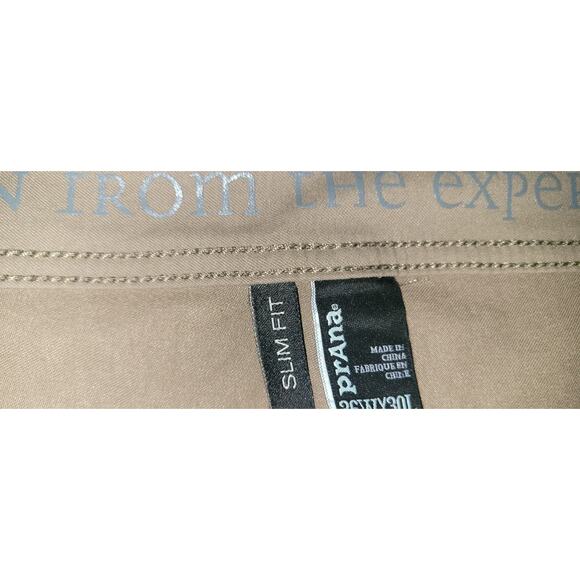 from the exper
SLIM FIT
prAna
MADE IN
CHINA
FABRIQUE EN
CHINE